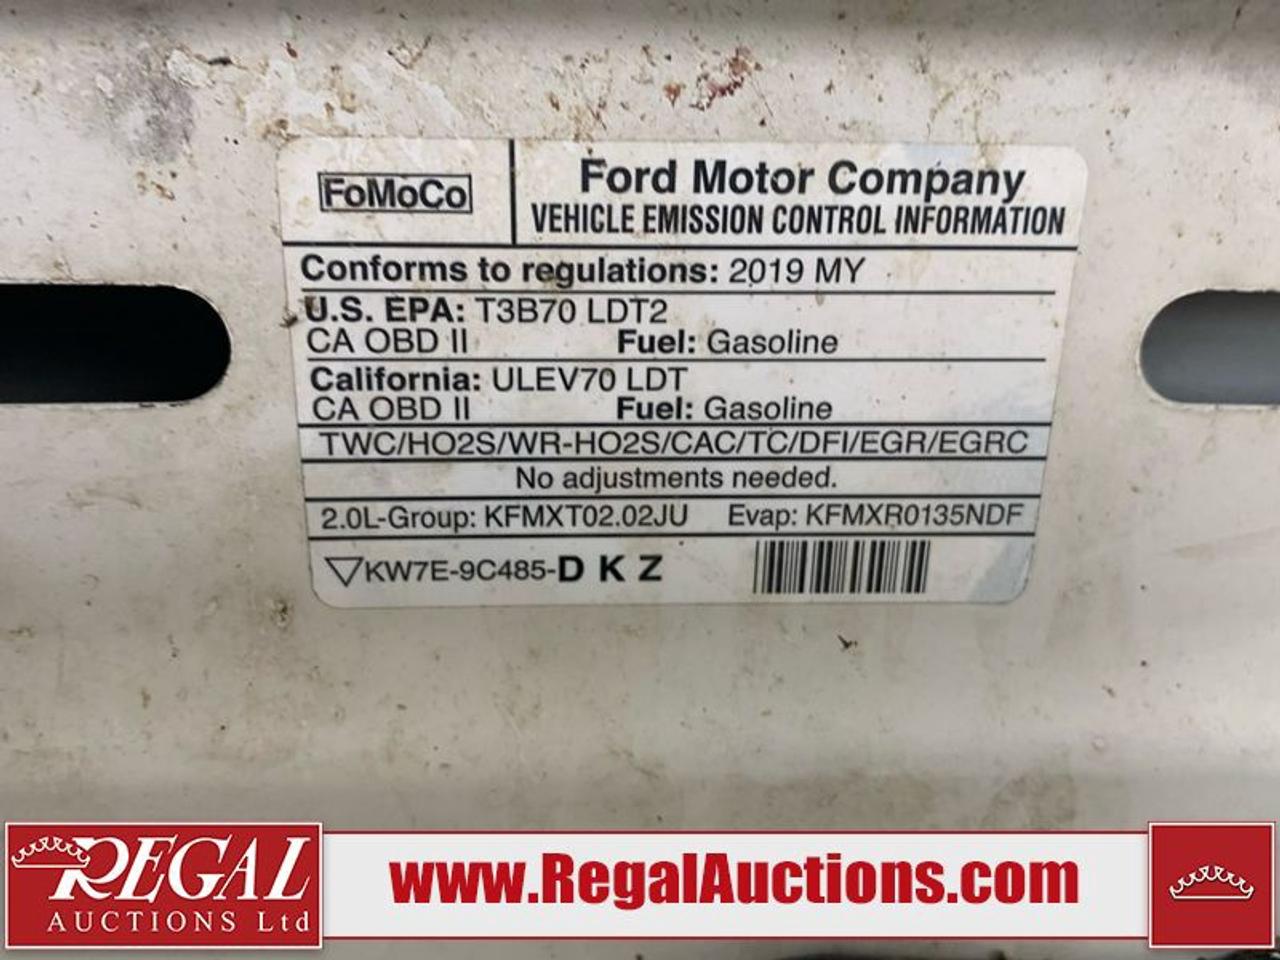 FoMoCo
Ford Motor Company
VEHICLE EMISSION CONTROL INFORMATION
Conforms to regulations: 2019 MY
U.S. EPA: T3B70 LDT2
CA OBD II Fuel: Gasoline
California: ULEV70 LDT
CA OBD II Fuel: Gasoline
TWC/HO2S/WR-HO2S/CAC/TC/DFI/EGR/EGRC
No adjustments needed.
2.0L-Group: KFMXT02.02JU Evap: KFMXR0135NDF
KW7E-9C485-D K Z
REGAL
AUCTIONS Ltd
www.RegalAuctions.com